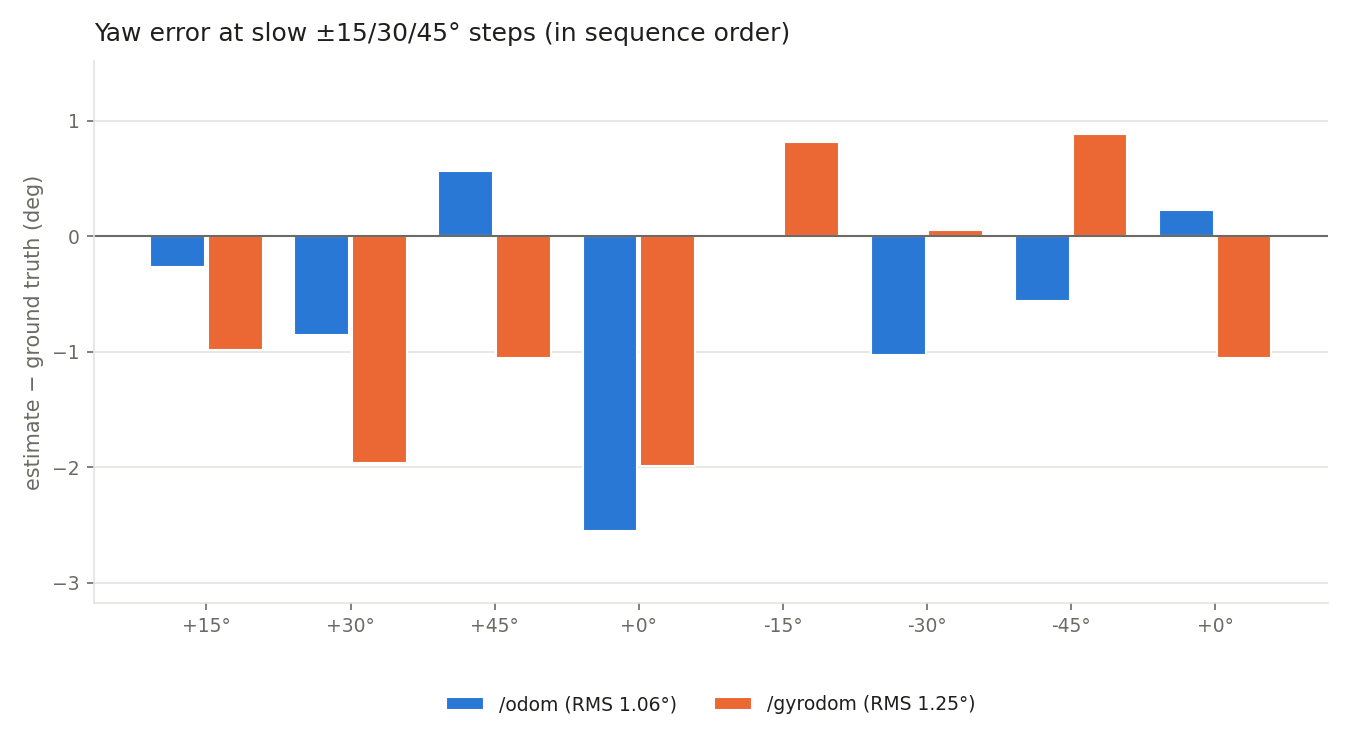 Yaw error at slow ±15/30/45° steps (in sequence order)
estimate − ground truth (deg)
1
0
−1
−2
−3
+15° +30° +45° +0° -15° -30° -45° +0°
/odom (RMS 1.06°) /gyrodom (RMS 1.25°)